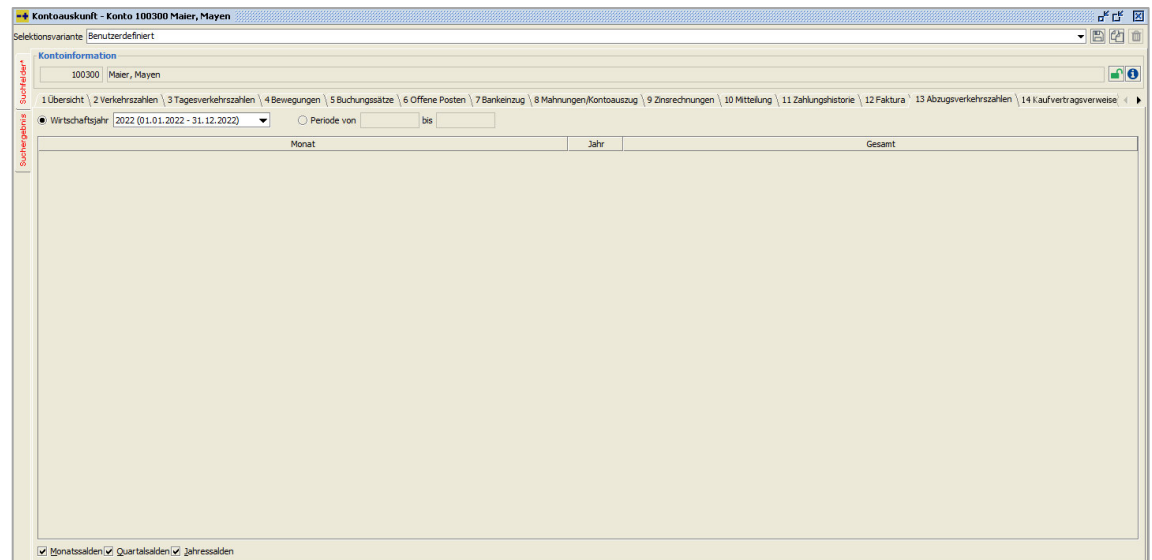 Kontoauskunft - Konto 100300 Maier, Mayen
Selektionsvariante Benutzerdefiniert
Kontoinformation
100300 Maier, Mayen
Suchfelder*
Suchergebnis
1 Übersicht 2 Verkehrszahlen 3 Tagesverkehrszahlen 4 Bewegungen 5 Buchungssätze 6 Offene Posten 7 Bankeinzug 8 Mahnungen/Kontoauszug 9 Zinsrechnungen 10 Mitteilung 11 Zahlungshistorie 12 Faktura 13 Abzugsverkehrszahlen 14 Kaufvertragsverweise
Wirtschaftsjahr 2022 (01.01.2022 - 31.12.2022) Periode von bis
Monat Jahr Gesamt
Monatssalden Quartalsalden Jahressalden